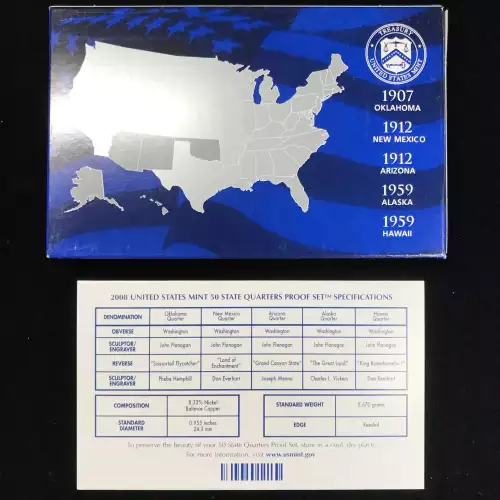 TREASURY
UNITED STATES MINT
1907
OKLAHOMA
1912
NEW MEXICO
1912
ARIZONA
1959
ALASKA
1959
HAWAII
2008 UNITED STATES MINT 50 STATE QUARTERS PROOF SET™ SPECIFICATIONS
DENOMINATION Oklahoma Quarter New Mexico Quarter Arizona Quarter Alaska Quarter Hawaii Quarter
OBVERSE Washington Washington Washington Washington Washington
SCULPTOR/ENGRAVER John Flanagan John Flanagan John Flanagan John Flanagan John Flanagan
REVERSE "Scissortail Flycatcher" "Land of Enchantment" "Grand Canyon State" "The Great Land" "King Kamehameha I"
SCULPTOR/ENGRAVER Phebe Hemphill Don Everhart Joseph Menna Charles L. Vickers Don Everhart
COMPOSITION 8.33% Nickel Balance Copper
STANDARD DIAMETER 0.955 inches 24.3 mm
STANDARD WEIGHT 5.670 grams
EDGE Reeded
To preserve the beauty of your 50 State Quarters Proof Set, store in a cool, dry place.
For more information, visit www.usmint.gov